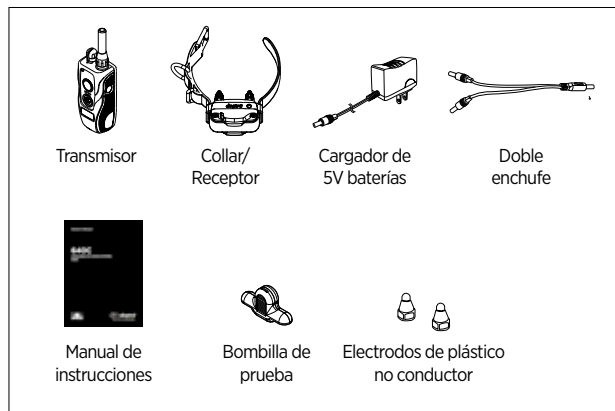 Transmisor
Collar/
Receptor
Cargador de
5V baterías
Doble
enchufe
640C
Manual de
instrucciones
Bombilla de
prueba
Electrodos de plástico
no conductor